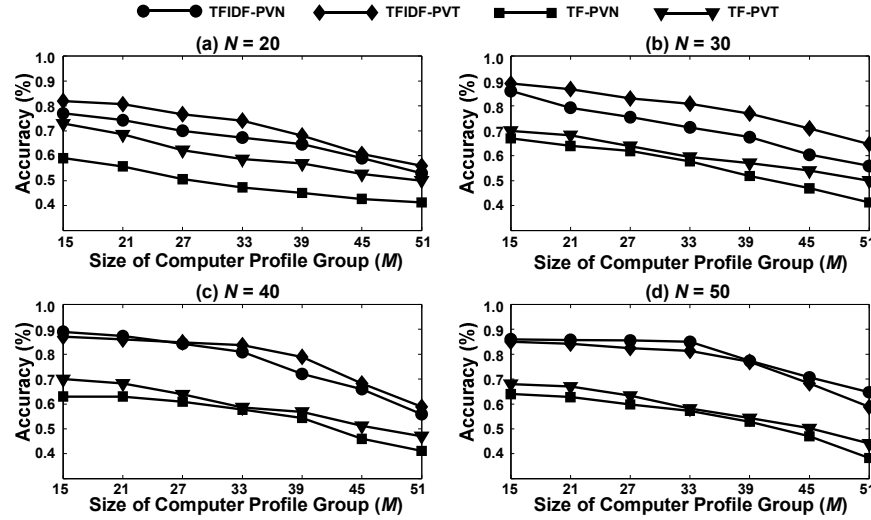 TFIDF-PVN TFIDF-PVT TF-PVN TF-PVT
(a) N = 20
Accuracy (%)
1.0
0.9
0.8
0.7
0.6
0.5
0.4
15 21 27 33 39 45 51
Size of Computer Profile Group (M)
(b) N = 30
Accuracy (%)
1.0
0.9
0.8
0.7
0.6
0.5
0.4
15 21 27 33 39 45 51
Size of Computer Profile Group (M)
(c) N = 40
Accuracy (%)
1.0
0.9
0.8
0.7
0.6
0.5
0.4
15 21 27 33 39 45 51
Size of Computer Profile Group (M)
(d) N = 50
Accuracy (%)
1.0
0.9
0.8
0.7
0.6
0.5
0.4
15 21 27 33 39 45 51
Size of Computer Profile Group (M)